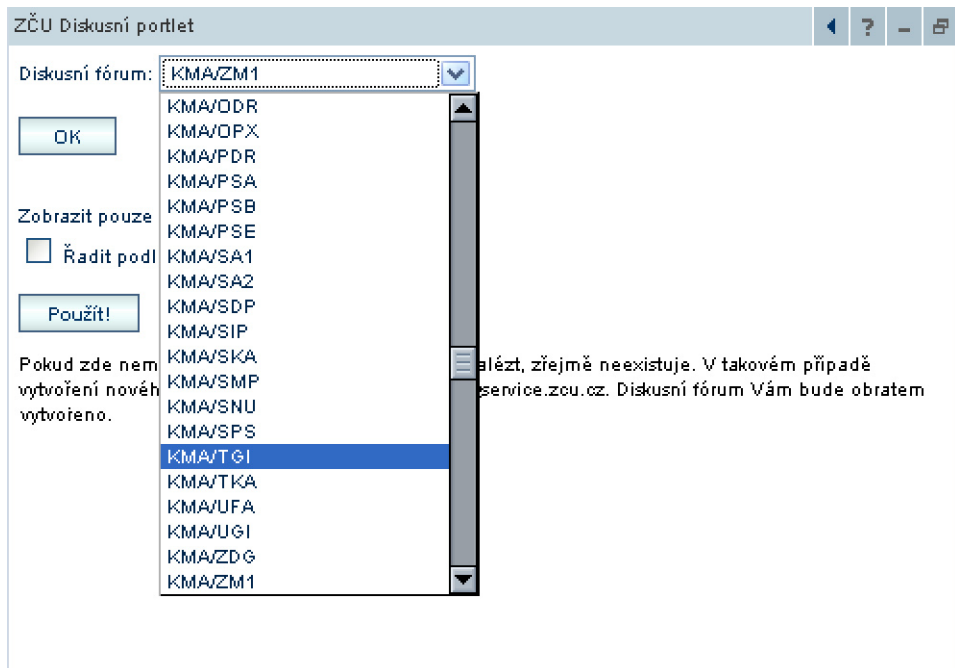 ZČU Diskusní portlet
Diskusní fórum: KMA/ZM1
KMA/ODR
KMA/OPX
OK
KMA/PDR
KMA/PSA
KMA/PSB
Zobrazit pouze
KMA/PSE
Řadit podl
KMA/SA1
KMA/SA2
KMA/SDP
Použít!
KMA/SIP
KMA/SKA
Pokud zde nem alézt, zřejmě neexistuje. V takovém případě
KMA/SMP
vytvoření novéh service.zcu.cz. Diskusní fórum Vám bude obratem
KMA/SNU
vytvořeno.
KMA/SPS
KMA/TGI
KMA/TKA
KMA/UFA
KMA/UGI
KMA/ZDG
KMA/ZM1